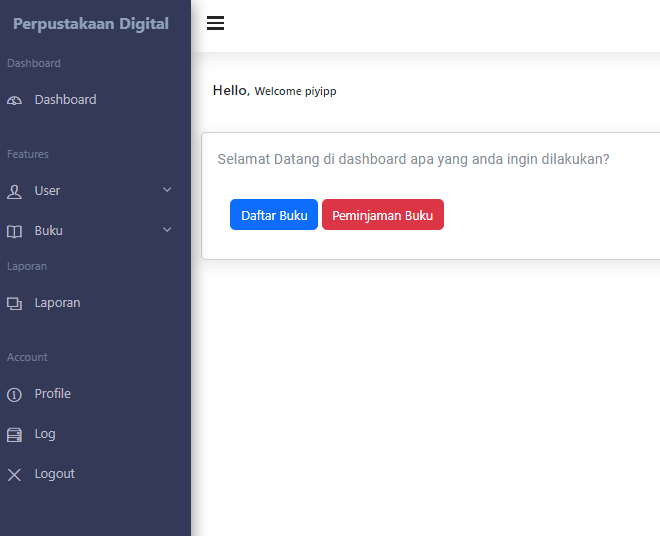 Perpustakaan Digital
Dashboard
Dashboard
Features
User
Buku
Laporan
Laporan
Account
Profile
Log
Logout
Hello, Welcome piyipp
Selamat Datang di dashboard apa yang anda ingin dilakukan?
Daftar Buku
Peminjaman Buku